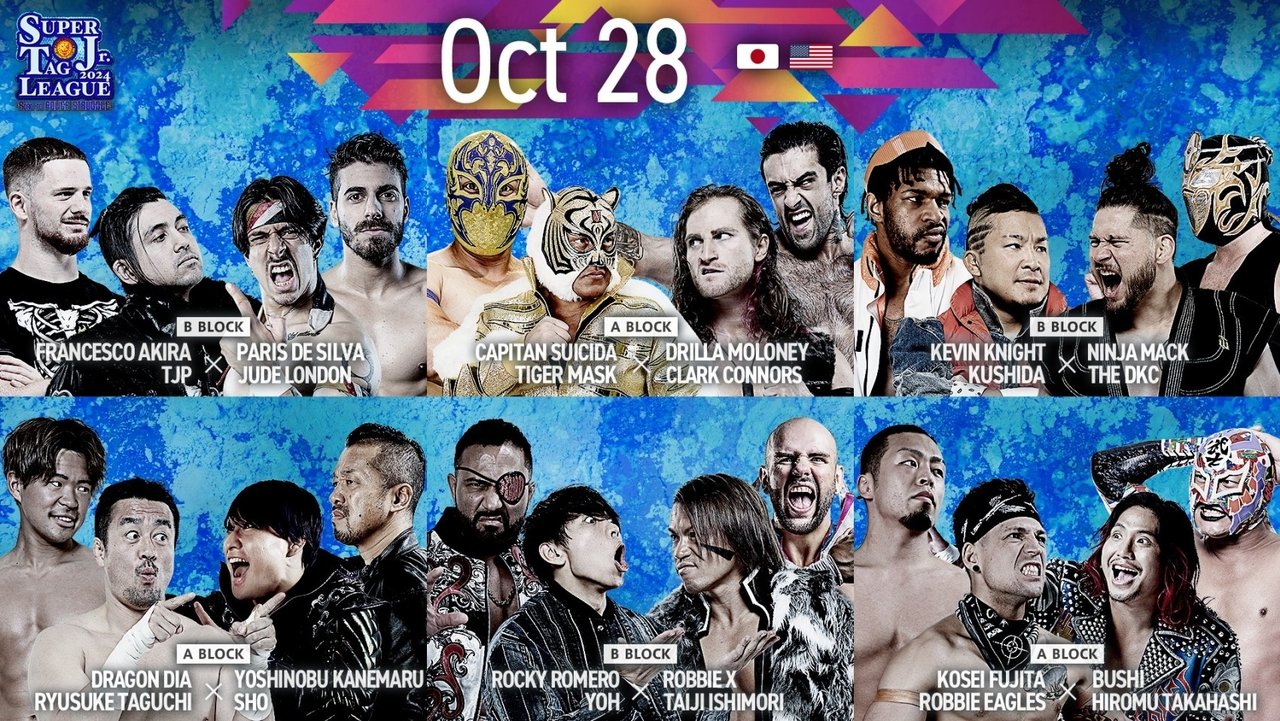 SUPER
Jr.
TAG 2024
LEAGUE
Oct 28
B BLOCK
FRANCESCO AKIRA
TJP
×
PARIS DE SILVA
JUDE LONDON
A BLOCK
CAPITAN SUICIDA
TIGER MASK
×
DRILLA MOLONEY
CLARK CONNORS
B BLOCK
KEVIN KNIGHT
KUSHIDA
×
NINJA MACK
THE DKC
A BLOCK
DRAGON DIA
RYUSUKE TAGUCHI
×
YOSHINOBU KANEMARU
SHO
B BLOCK
ROCKY ROMERO
YOH
×
ROBBIE X
TAIJI ISHIMORI
A BLOCK
KOSEI FUJITA
ROBBIE EAGLES
×
BUSHI
HIROMU TAKAHASHI